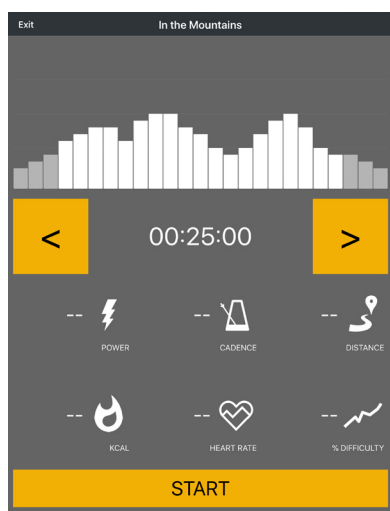 Exit In the Mountains
< 00:25:00 >
-- -- --
POWER CADENCE DISTANCE
-- -- --
KCAL HEART RATE % DIFFICULTY
START